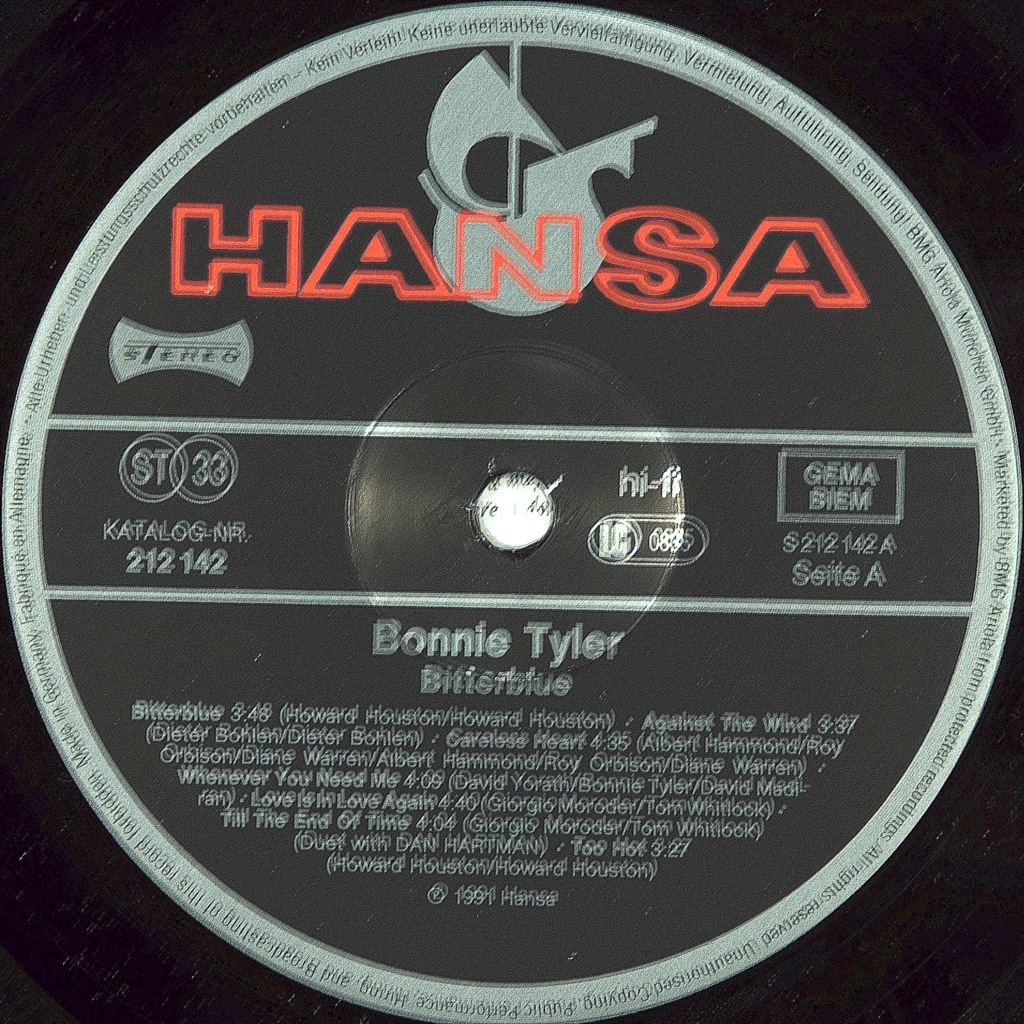 Alle Urheber- und Leistungsschutzrechte vorbehalten – Kein Verleih! Keine unerlaubte Vervielfältigung, Vermietung, Aufführung, Sendung! BMG Ariola München GmbH · Marketed by BMG Ariola from protected recordings. All rights reserved. Unauthorised Copying, Public Performance, Hiring and Broadcasting of this record forbidden. Made in Germany. Fabriqué en Allemagne. ·
HANSA
STEREO
ST 33
hi-fi
GEMA
BIEM
KATALOG-NR.
212 142
LC 0835
S 212 142 A
Seite A
Bonnie Tyler
Bitterblue
Bitterblue 3:48 (Howard Houston/Howard Houston) · Against The Wind 3:37
(Dieter Bohlen/Dieter Bohlen) · Careless Heart 4:35 (Albert Hammond/Roy
Orbison/Diane Warren/Albert Hammond/Roy Orbison/Diane Warren) ·
Whenever You Need Me 4:09 (David Yorath/Bonnie Tyler/David Madi-
ran) · Love Is In Love Again 4:40 (Giorgio Moroder/Tom Whitlock) ·
Till The End Of Time 4:04 (Giorgio Moroder/Tom Whitlock)
(Duet with DAN HARTMAN) · Too Hot 3:27
(Howard Houston/Howard Houston)
℗ 1991 Hansa